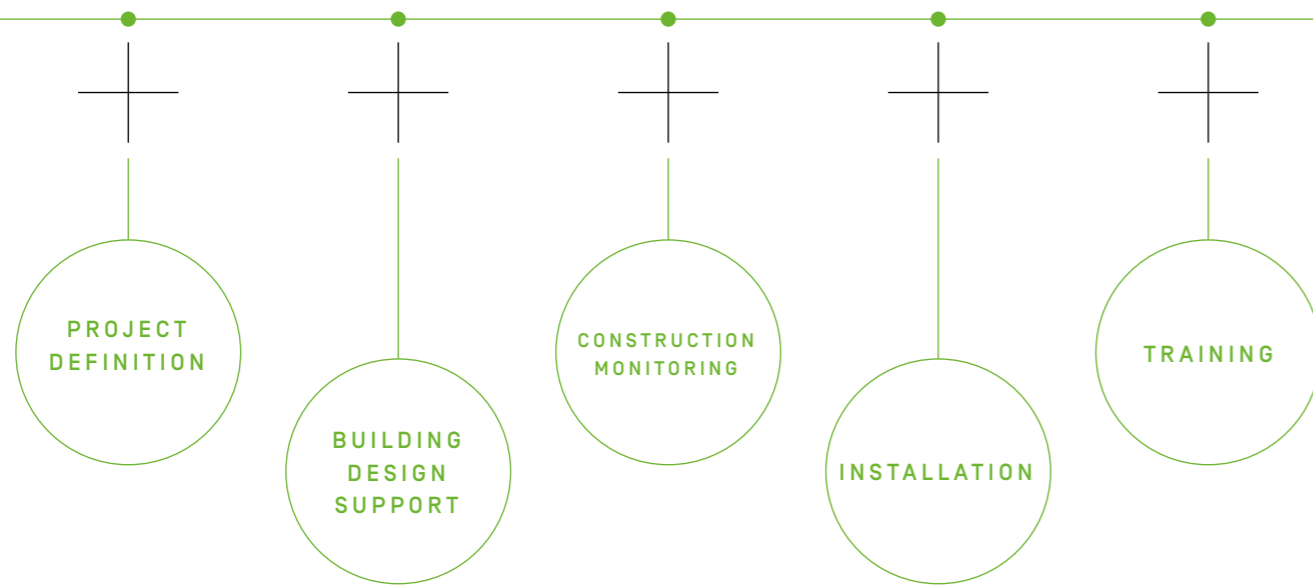 PROJECT
DEFINITION
BUILDING
DESIGN
SUPPORT
CONSTRUCTION
MONITORING
INSTALLATION
TRAINING